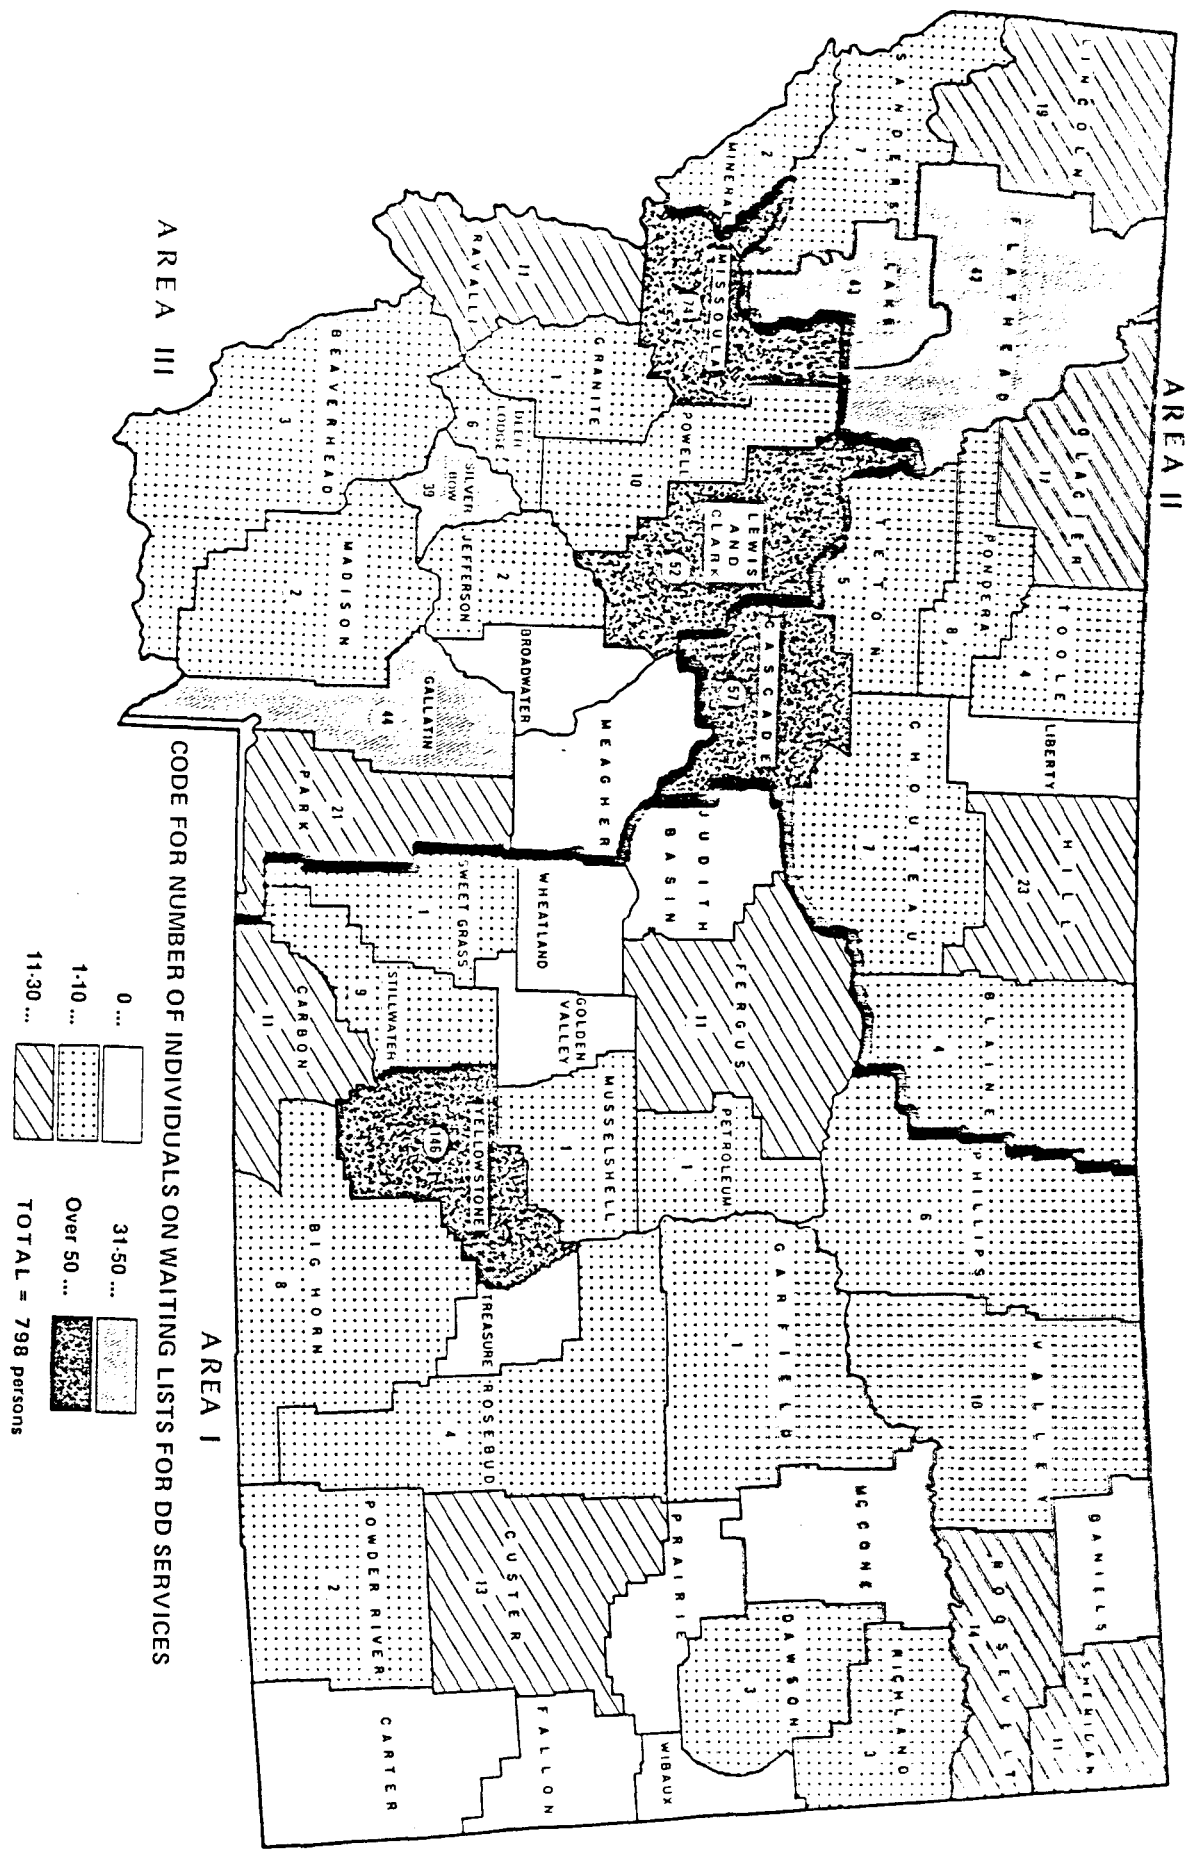 AREA II
LINCOLN
19
FLATHEAD
42
GLACIER
TOOLE
4
LIBERTY
HILL
23
BLAINE
4
PHILLIPS
6
VALLEY
10
DANIELS
SHERIDAN
11
ROOSEVELT
14
SANDERS
7
LAKE
PONDERA
8
TETON
5
CHOUTEAU
7
MCCONE
RICHLAND
3
DAWSON
3
GARFIELD
1
PRAIRIE
WIBAUX
MINERAL
2
MISSOULA
74
POWELL
10
LEWIS
AND
CLARK
52
CASCADE
57
JUDITH
BASIN
FERGUS
11
PETROLEUM
1
RAVALLI
11
GRANITE
1
DEER
LODGE
6
SILVER
BOW
39
JEFFERSON
2
BROADWATER
MEAGHER
WHEATLAND
GOLDEN
VALLEY
MUSSELSHELL
1
TREASURE
ROSEBUD
4
CUSTER
13
FALLON
BEAVERHEAD
3
MADISON
2
GALLATIN
44
PARK
21
SWEET GRASS
1
STILLWATER
9
YELLOWSTONE
146
CARBON
11
BIG HORN
8
POWDER RIVER
2
CARTER
AREA III
AREA I
CODE FOR NUMBER OF INDIVIDUALS ON WAITING LISTS FOR DD SERVICES
0 ...
1-10 ...
11-30 ...
31-50 ...
Over 50 ...
TOTAL = 798 persons